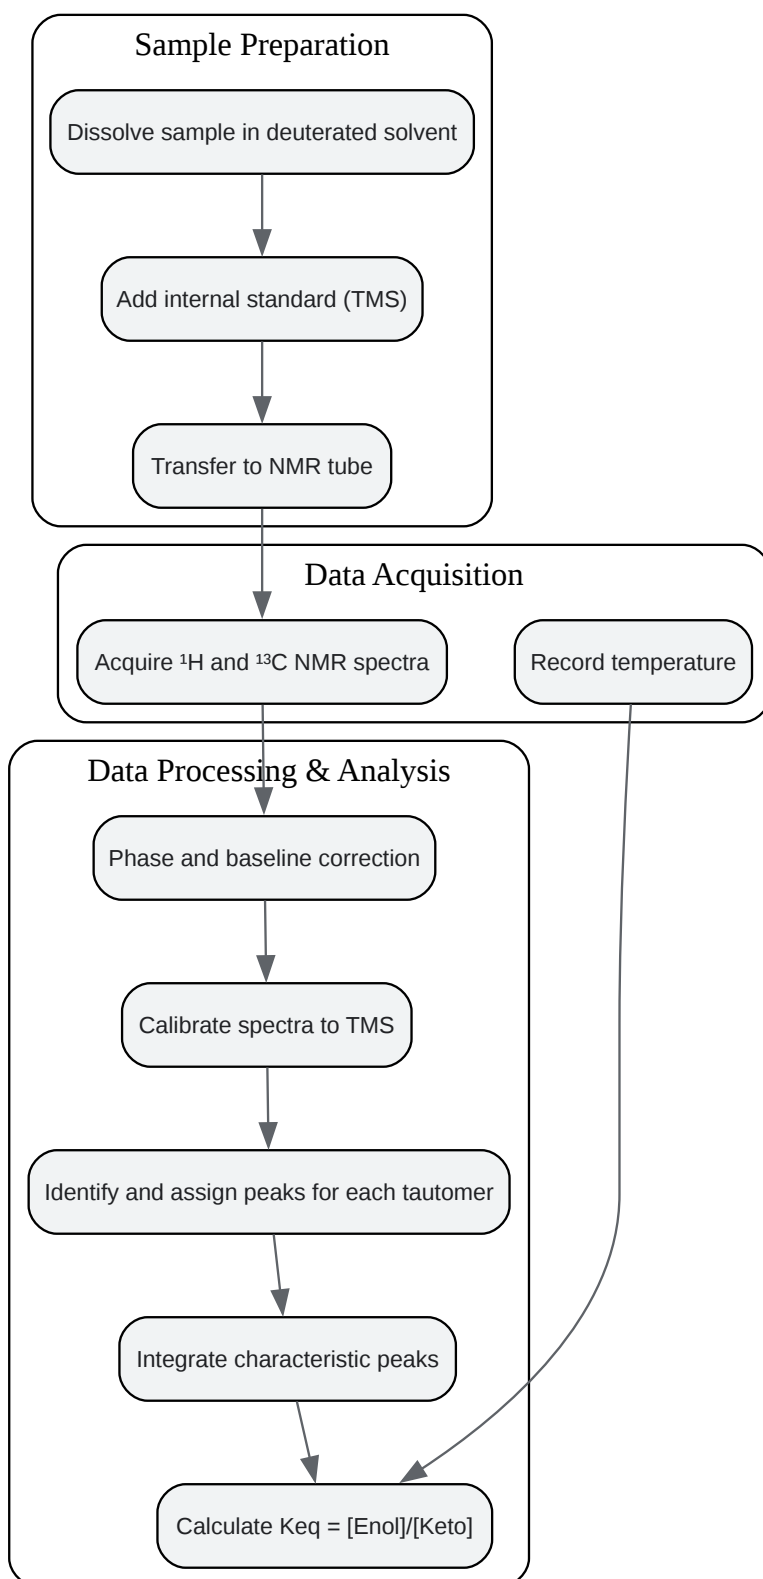 Sample Preparation
Dissolve sample in deuterated solvent
Add internal standard (TMS)
Transfer to NMR tube
Data Acquisition
Acquire ¹H and ¹³C NMR spectra
Record temperature
Data Processing & Analysis
Phase and baseline correction
Calibrate spectra to TMS
Identify and assign peaks for each tautomer
Integrate characteristic peaks
Calculate Keq = [Enol]/[Keto]